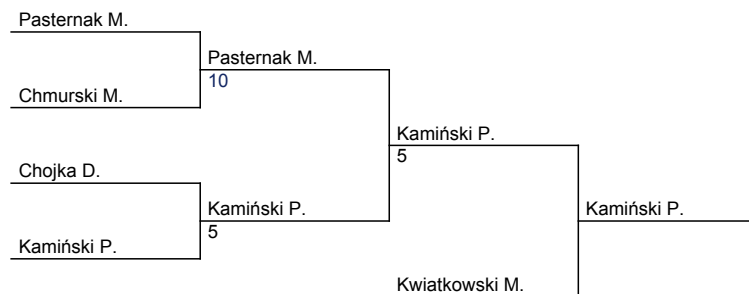 Pasternak M.
Pasternak M.
10
Chmurski M.
Kamiński P.
5
Chojka D.
Kamiński P.
Kamiński P.
5
Kamiński P.
Kwiatkowski M.